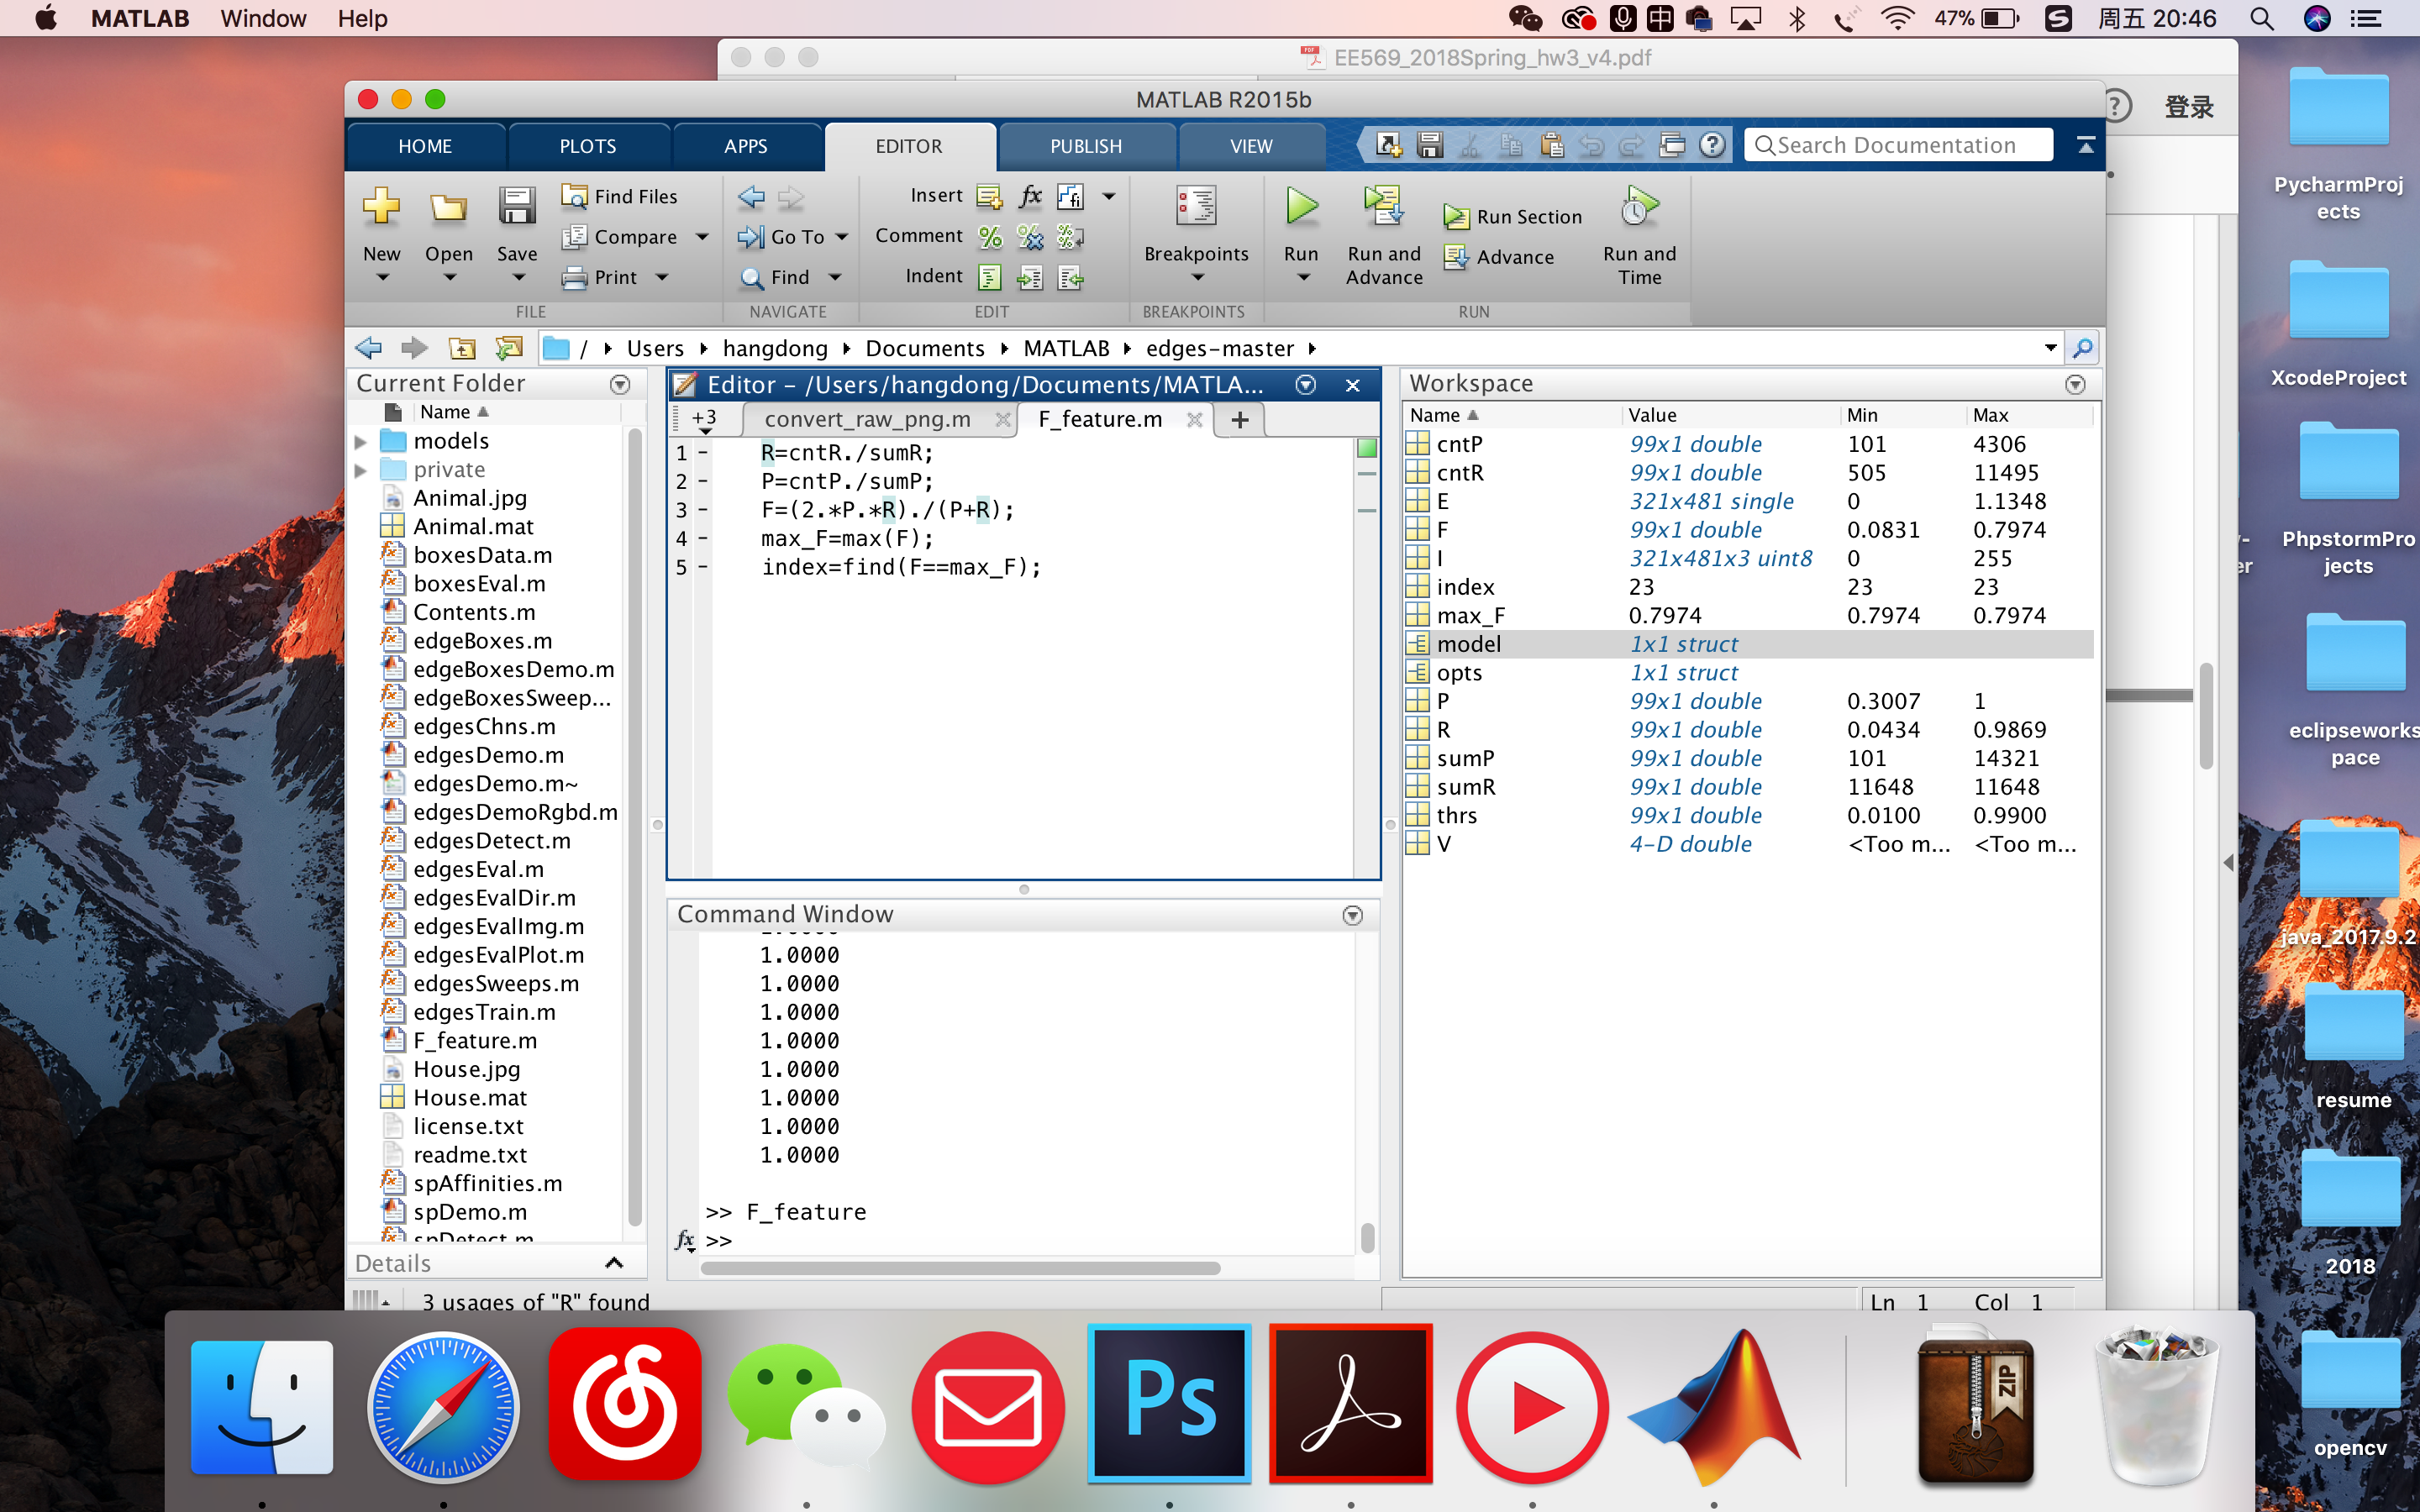 MATLAB Window Help 47% 周五 20:46
EE569_2018Spring_hw3_v4.pdf
登录
MATLAB R2015b
HOME PLOTS APPS EDITOR PUBLISH VIEW Search Documentation
New Open Save Find Files Compare Print
FILE
Go To Find
NAVIGATE
Insert fx fi
Comment
Indent
EDIT
Breakpoints
BREAKPOINTS
Run Run and Advance Run Section Advance Run and Time
RUN
/ Users hangdong Documents MATLAB edges-master
Current Folder
Name
models
private
Animal.jpg
Animal.mat
boxesData.m
boxesEval.m
Contents.m
edgeBoxes.m
edgeBoxesDemo.m
edgeBoxesSweep...
edgesChns.m
edgesDemo.m
edgesDemo.m~
edgesDemoRgbd.m
edgesDetect.m
edgesEval.m
edgesEvalDir.m
edgesEvalImg.m
edgesEvalPlot.m
edgesSweeps.m
edgesTrain.m
F_feature.m
House.jpg
House.mat
license.txt
readme.txt
spAffinities.m
spDemo.m
spDetect.m
Details
Editor - /Users/hangdong/Documents/MATLA...
+3 convert_raw_png.m F_feature.m
1 - R=cntR./sumR;
2 - P=cntP./sumP;
3 - F=(2.*P.*R)./(P+R);
4 - max_F=max(F);
5 - index=find(F==max_F);
Command Window
1.0000
1.0000
1.0000
1.0000
1.0000
1.0000
1.0000
1.0000
>> F_feature
fx >>
Workspace
Name Value Min Max
cntP 99x1 double 101 4306
cntR 99x1 double 505 11495
E 321x481 single 0 1.1348
F 99x1 double 0.0831 0.7974
I 321x481x3 uint8 0 255
index 23 23 23
max_F 0.7974 0.7974 0.7974
model 1x1 struct
opts 1x1 struct
P 99x1 double 0.3007 1
R 99x1 double 0.0434 0.9869
sumP 99x1 double 101 14321
sumR 99x1 double 11648 11648
thrs 99x1 double 0.0100 0.9900
V 4-D double <Too m... <Too m...
3 usages of "R" found
Ln 1 Col 1
PycharmProj
ects
XcodeProject
PhpstormPro
jects
eclipseworks
pace
java_2017.9.2
resume
2018
opencv
Ps
ZIP